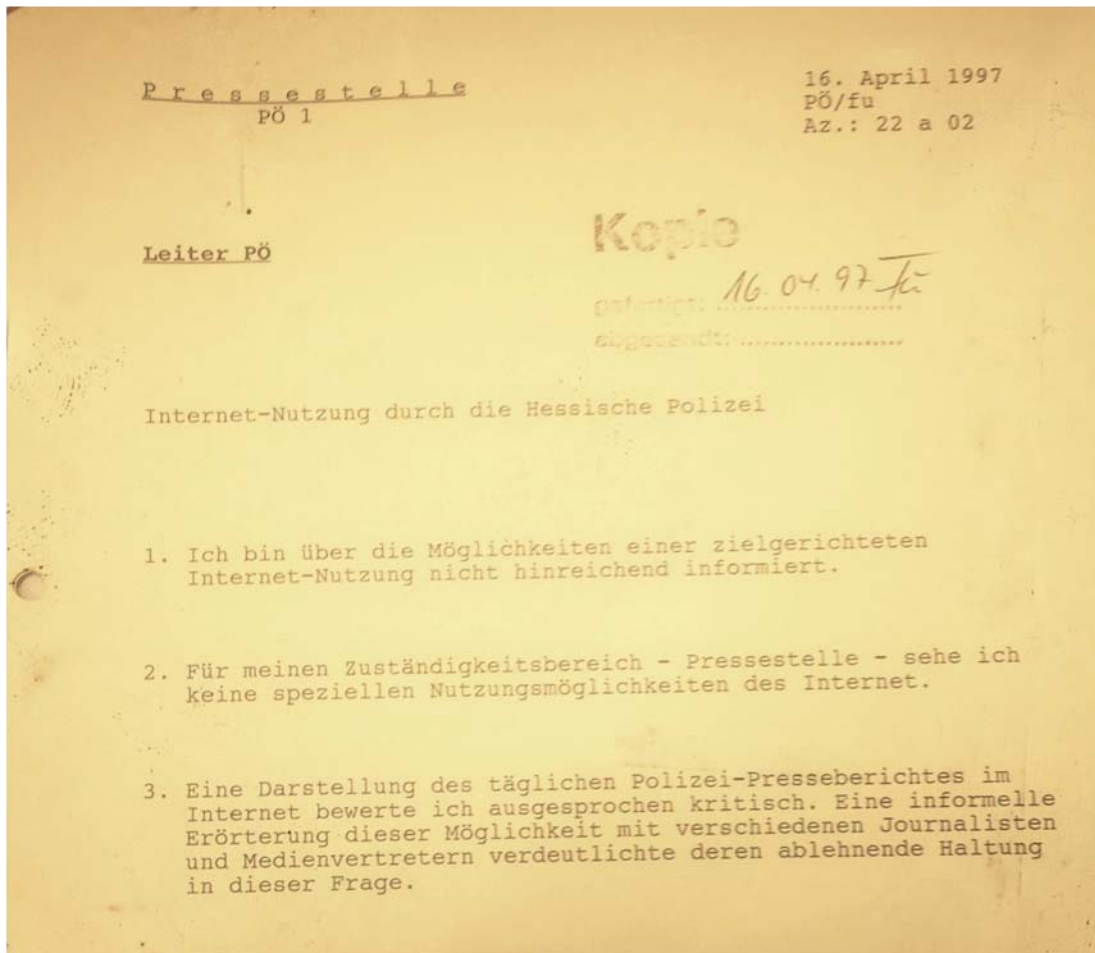 Pressestelle
PÖ 1
16. April 1997
PÖ/fu
Az.: 22 a 02
Leiter PÖ
Kopie
gefertigt: 16.04.97
abgesandt:
Internet-Nutzung durch die Hessische Polizei
1. Ich bin über die Möglichkeiten einer zielgerichteten
Internet-Nutzung nicht hinreichend informiert.
2. Für meinen Zuständigkeitsbereich - Pressestelle - sehe ich
keine speziellen Nutzungsmöglichkeiten des Internet.
3. Eine Darstellung des täglichen Polizei-Presseberichtes im
Internet bewerte ich ausgesprochen kritisch. Eine informelle
Erörterung dieser Möglichkeit mit verschiedenen Journalisten
und Medienvertretern verdeutlichte deren ablehnende Haltung
in dieser Frage.